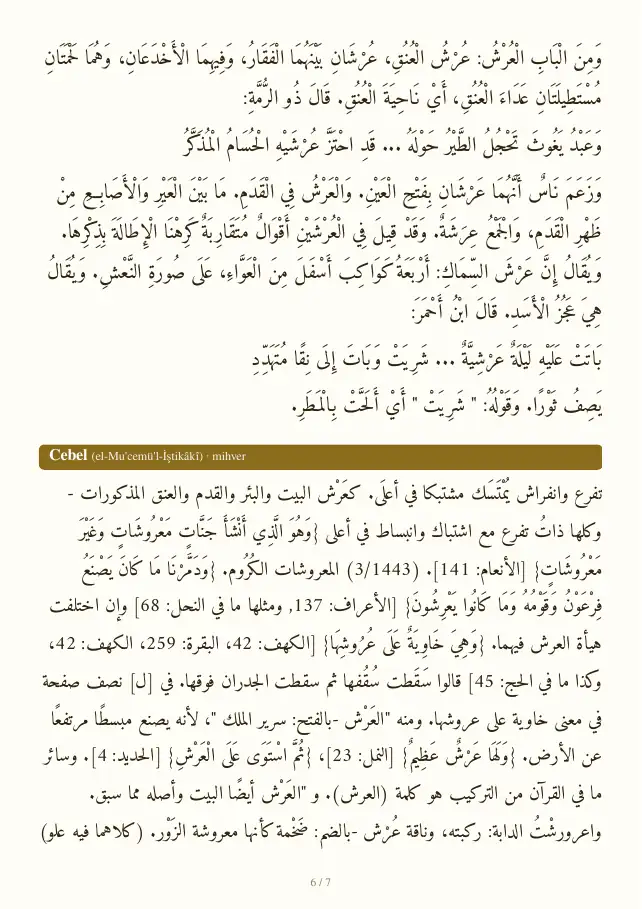 وَمِنَ الْبَابِ الْعُرْشُ: عُرْشُ الْعُنُقِ، عُرْشَانِ بَيْنَهُمَا الْفَقَارُ، وَفِيهِمَا الْأَخْدَعَانِ، وَهُمَا لَحْمَتَانِ
مُسْتَطِيلَتَانِ عَدَاءَ الْعُنُقِ، أَيْ نَاحِيَةَ الْعُنُقِ. قَالَ ذُو الرُّمَّةِ:
وَعَبْدُ يَغُوثَ تَحْجُلُ الطَّيْرُ حَوْلَهُ ... قَدِ احْتَزَّ عُرْشَيْهِ الْحُسَامُ الْمُذَكَّرُ
وَزَعَمَ نَاسٌ أَنَّهُمَا عَرْشَانِ بِفَتْحِ الْعَيْنِ. وَالْعَرْشُ فِي الْقَدَمِ. مَا بَيْنَ الْعَيْرِ وَالْأَصَابِعِ مِنْ
ظَهْرِ الْقَدَمِ، وَالْجَمْعُ عِرَشَةٌ. وَقَدْ قِيلَ فِي الْعُرْشَيْنِ أَقْوَالٌ مُتَقَارِبَةٌ كَرِهْنَا الْإِطَالَةَ بِذِكْرِهَا.
وَيُقَالُ إِنَّ عَرْشَ السِّمَاكِ: أَرْبَعَةُ كَوَاكِبَ أَسْفَلَ مِنَ الْعَوَّاءِ، عَلَى صُورَةِ النَّعْشِ. وَيُقَالُ
هِيَ عَجُزُ الْأَسَدِ. قَالَ ابْنُ أَحْمَرَ:
بَاتَتْ عَلَيْهِ لَيْلَةٌ عَرْشِيَّةٌ ... شَرِيَتْ وَبَاتَ إِلَى نِقًا مُتَهَدِّدِ
يَصِفُ ثَوْرًا. وَقَوْلُهُ: " شَرِيَتْ " أَيْ أَلَحَّتْ بِالْمَطَرِ.
Cebel (el-Mu'cemü'l-İştikâkî) · mihver
تفرع وانفراش يُمْتَسَك مشتبكا في أعلَى. كعَرْش البيت والبئر والقدم والعنق المذكورات -
وكلها ذاتُ تفرع مع اشتباك وانبساط في أعلى {وَهُوَ الَّذِي أَنْشَأَ جَنَّاتٍ مَعْرُوشَاتٍ وَغَيْرَ
مَعْرُوشَاتٍ} [الأنعام: 141]. (3/1443) المعروشات الكُرُوم. {وَدَمَّرْنَا مَا كَانَ يَصْنَعُ
فِرْعَوْنُ وَقَوْمُهُ وَمَا كَانُوا يَعْرِشُونَ} [الأعراف: 137, ومثلها ما في النحل: 68] وإن اختلفت
هيأة العرش فيهما. {وَهِيَ خَاوِيَةٌ عَلَى عُرُوشِهَا} [الكهف: 42، البقرة: 259، الكهف: 42،
وكذا ما في الحج: 45] قالوا سَقَطت سُقُفها ثم سقطت الجدران فوقها. في [ل] نصف صفحة
في معنى خاوية على عروشها. ومنه "العَرْش -بالفتح: سرير الملك "، لأنه يصنع مبسطًا مرتفعًا
عن الأرض. {وَلَهَا عَرْشٌ عَظِيمٌ} [النمل: 23]، {ثُمَّ اسْتَوَى عَلَى الْعَرْشِ} [الحديد: 4]. وسائر
ما في القرآن من التركيب هو كلمة (العرش). و "العَرْش أيضًا البيت وأصله مما سبق.
واعرورشْتُ الدابة: ركبته، وناقة عُرْش -بالضم: ضَخْمة كأنها معروشة الزَوْر. (كلاهما فيه علو)
6 / 7